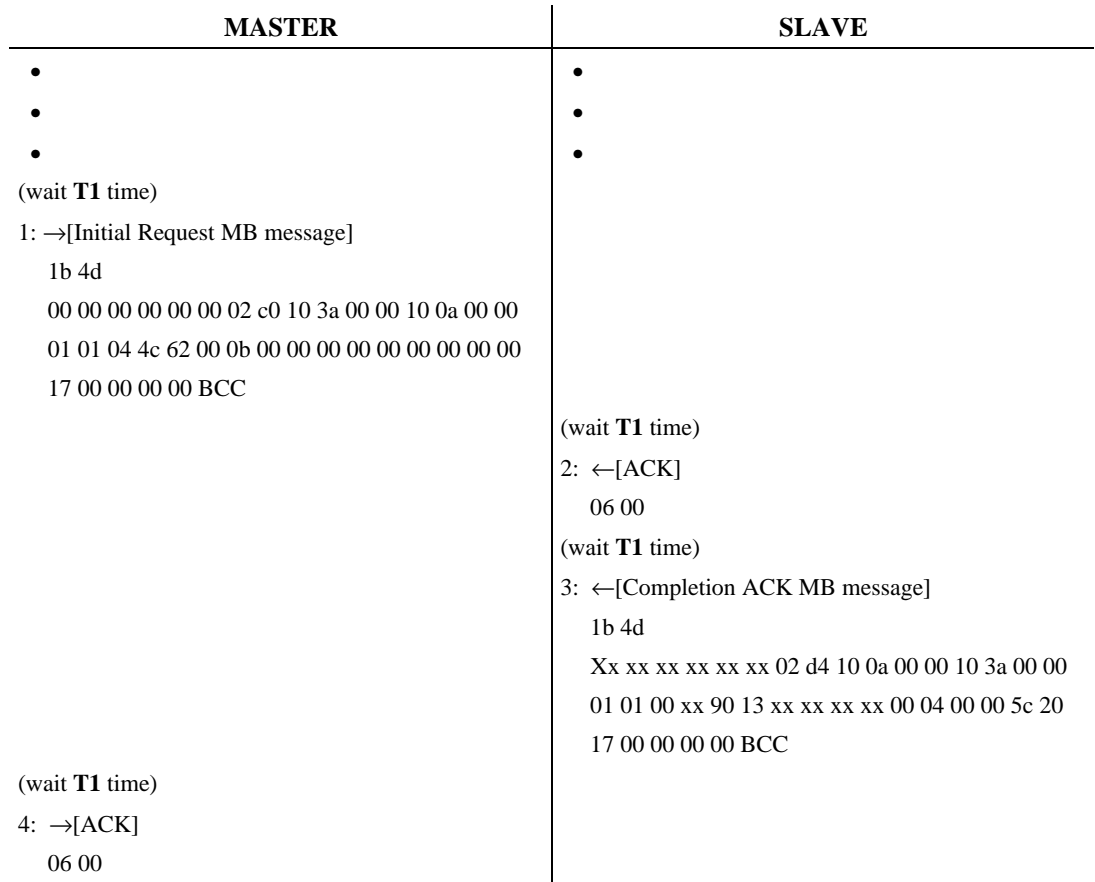 MASTER SLAVE
• •
• •
• •
(wait T1 time)
1: →[Initial Request MB message]
1b 4d
00 00 00 00 00 00 02 c0 10 3a 00 00 10 0a 00 00
01 01 04 4c 62 00 0b 00 00 00 00 00 00 00 00 00
17 00 00 00 00 BCC
(wait T1 time)
2: ←[ACK]
06 00
(wait T1 time)
3: ←[Completion ACK MB message]
1b 4d
Xx xx xx xx xx xx 02 d4 10 0a 00 00 10 3a 00 00
01 01 00 xx 90 13 xx xx xx xx 00 04 00 00 5c 20
17 00 00 00 00 BCC
(wait T1 time)
4: →[ACK]
06 00